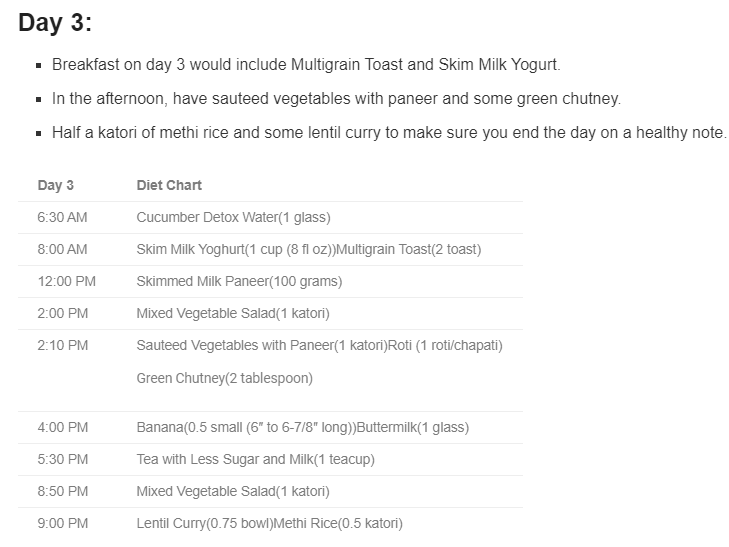 Day 3:
Breakfast on day 3 would include Multigrain Toast and Skim Milk Yogurt.
In the afternoon, have sauteed vegetables with paneer and some green chutney.
Half a katori of methi rice and some lentil curry to make sure you end the day on a healthy note.
Day 3 Diet Chart
6:30 AM Cucumber Detox Water(1 glass)
8:00 AM Skim Milk Yoghurt(1 cup (8 fl oz))Multigrain Toast(2 toast)
12:00 PM Skimmed Milk Paneer(100 grams)
2:00 PM Mixed Vegetable Salad(1 katori)
2:10 PM Sauteed Vegetables with Paneer(1 katori)Roti (1 roti/chapati)
Green Chutney(2 tablespoon)
4:00 PM Banana(0.5 small (6″ to 6-7/8″ long))Buttermilk(1 glass)
5:30 PM Tea with Less Sugar and Milk(1 teacup)
8:50 PM Mixed Vegetable Salad(1 katori)
9:00 PM Lentil Curry(0.75 bowl)Methi Rice(0.5 katori)